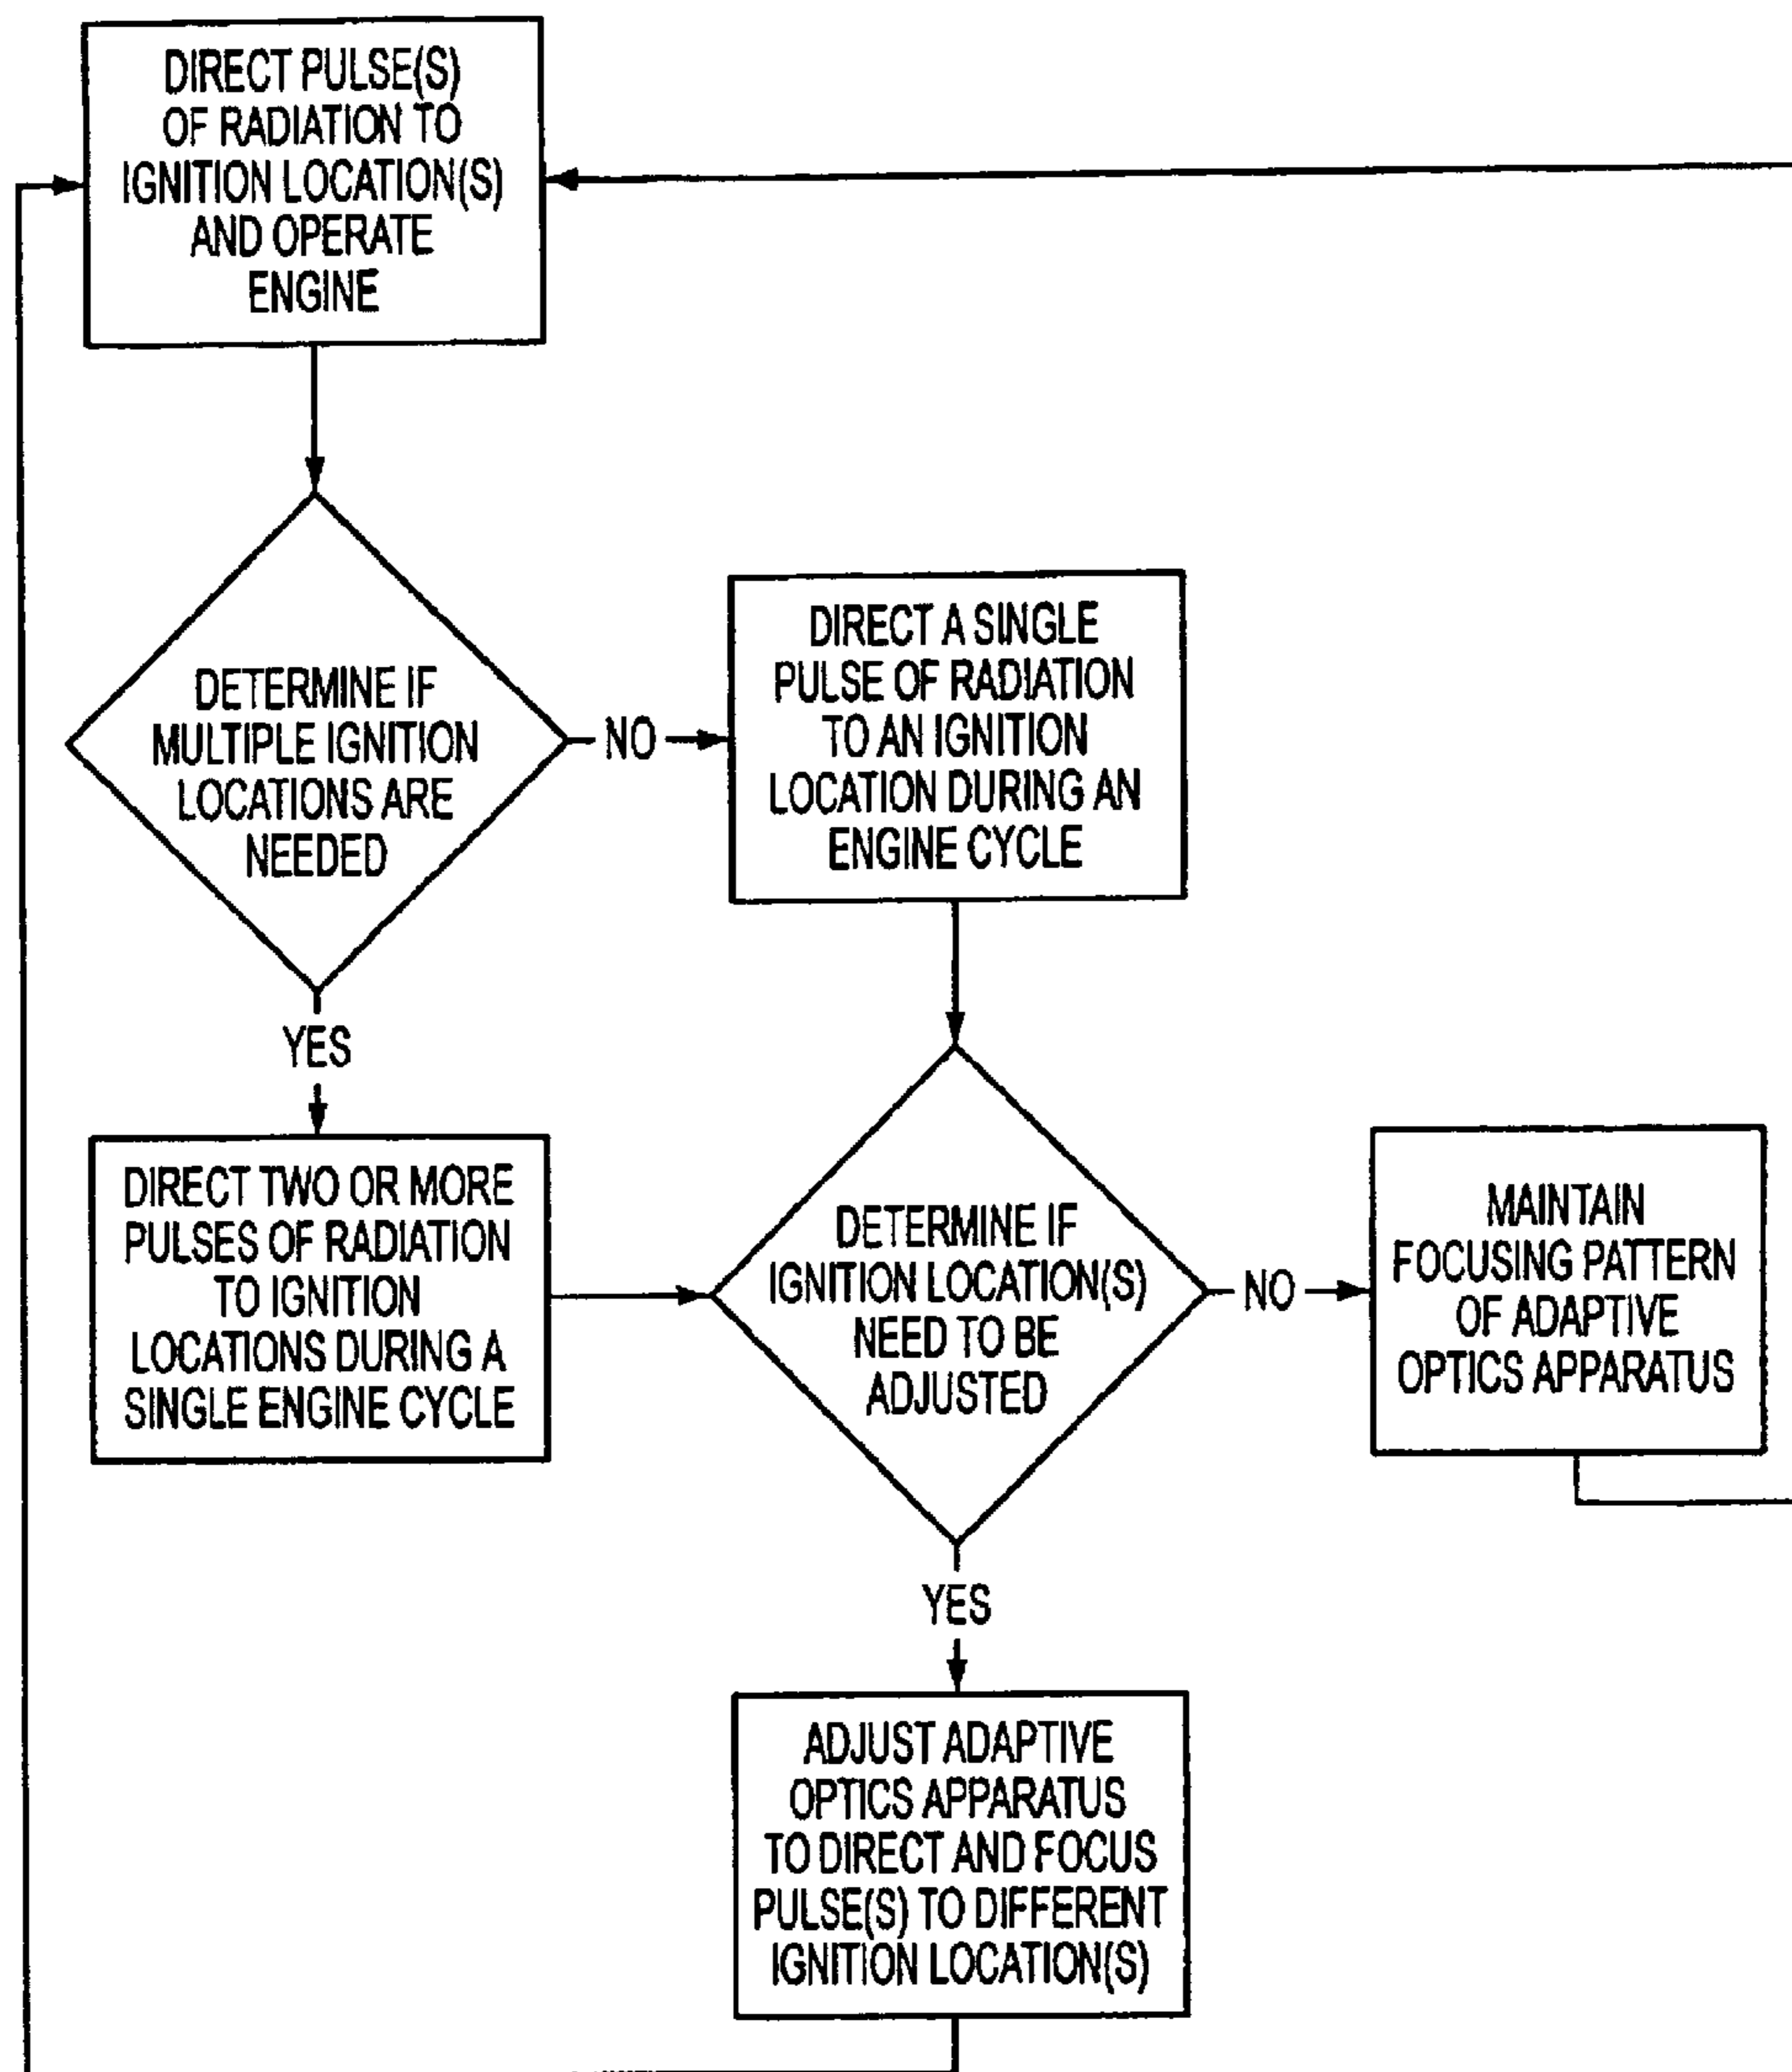 DIRECT PULSE(S)
OF RADIATION TO
IGNITION LOCATION(S)
AND OPERATE
ENGINE
DETERMINE IF
MULTIPLE IGNITION
LOCATIONS ARE
NEEDED
NO
DIRECT A SINGLE
PULSE OF RADIATION
TO AN IGNITION
LOCATION DURING AN
ENGINE CYCLE
YES
DIRECT TWO OR MORE
PULSES OF RADIATION
TO IGNITION
LOCATIONS DURING A
SINGLE ENGINE CYCLE
DETERMINE IF
IGNITION LOCATION(S)
NEED TO BE
ADJUSTED
NO
MAINTAIN
FOCUSING PATTERN
OF ADAPTIVE
OPTICS APPARATUS
YES
ADJUST ADAPTIVE
OPTICS APPARATUS
TO DIRECT AND FOCUS
PULSE(S) TO DIFFERENT
IGNITION LOCATION(S)